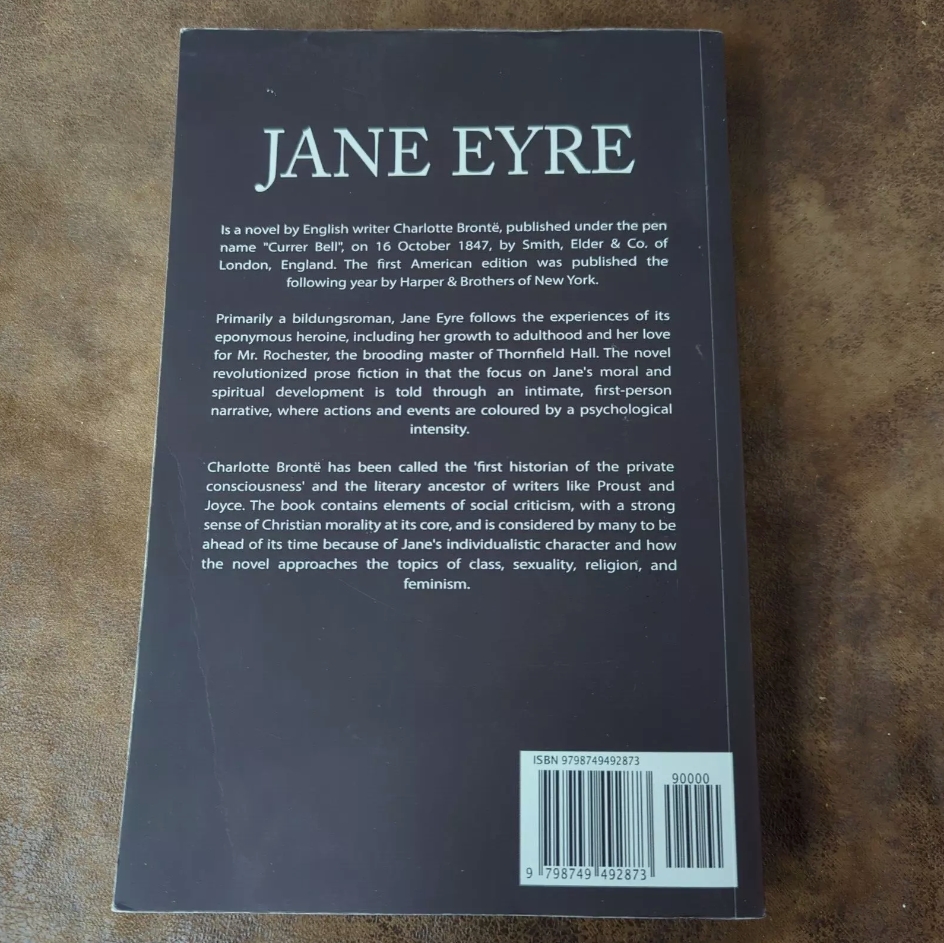 JANE EYRE
Is a novel by English writer Charlotte Brontë, published under the pen
name "Currer Bell", on 16 October 1847, by Smith, Elder & Co. of
London, England. The first American edition was published the
following year by Harper & Brothers of New York.
Primarily a bildungsroman, Jane Eyre follows the experiences of its
eponymous heroine, including her growth to adulthood and her love
for Mr. Rochester, the brooding master of Thornfield Hall. The novel
revolutionized prose fiction in that the focus on Jane's moral and
spiritual development is told through an intimate, first-person
narrative, where actions and events are coloured by a psychological
intensity.
Charlotte Brontë has been called the 'first historian of the private
consciousness' and the literary ancestor of writers like Proust and
Joyce. The book contains elements of social criticism, with a strong
sense of Christian morality at its core, and is considered by many to be
ahead of its time because of Jane's individualistic character and how
the novel approaches the topics of class, sexuality, religion, and
feminism.
ISBN 9798749492873
90000
9 798749 492873